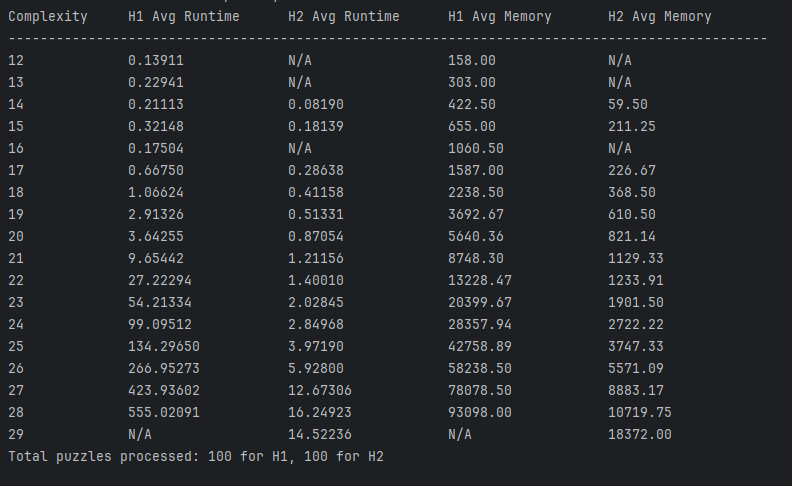 Complexity H1 Avg Runtime H2 Avg Runtime H1 Avg Memory H2 Avg Memory
-----------------------------------------------------------------------------------------------
12 0.13911 N/A 158.00 N/A
13 0.22941 N/A 303.00 N/A
14 0.21113 0.08190 422.50 59.50
15 0.32148 0.18139 655.00 211.25
16 0.17504 N/A 1060.50 N/A
17 0.66750 0.28638 1587.00 226.67
18 1.06624 0.41158 2238.50 368.50
19 2.91326 0.51331 3692.67 610.50
20 3.64255 0.87054 5640.36 821.14
21 9.65442 1.21156 8748.30 1129.33
22 27.22294 1.40010 13228.47 1233.91
23 54.21334 2.02845 20399.67 1901.50
24 99.09512 2.84968 28357.94 2722.22
25 134.29650 3.97190 42758.89 3747.33
26 266.95273 5.92800 58238.50 5571.09
27 423.93602 12.67306 78078.50 8883.17
28 555.02091 16.24923 93098.00 10719.75
29 N/A 14.52236 N/A 18372.00
Total puzzles processed: 100 for H1, 100 for H2